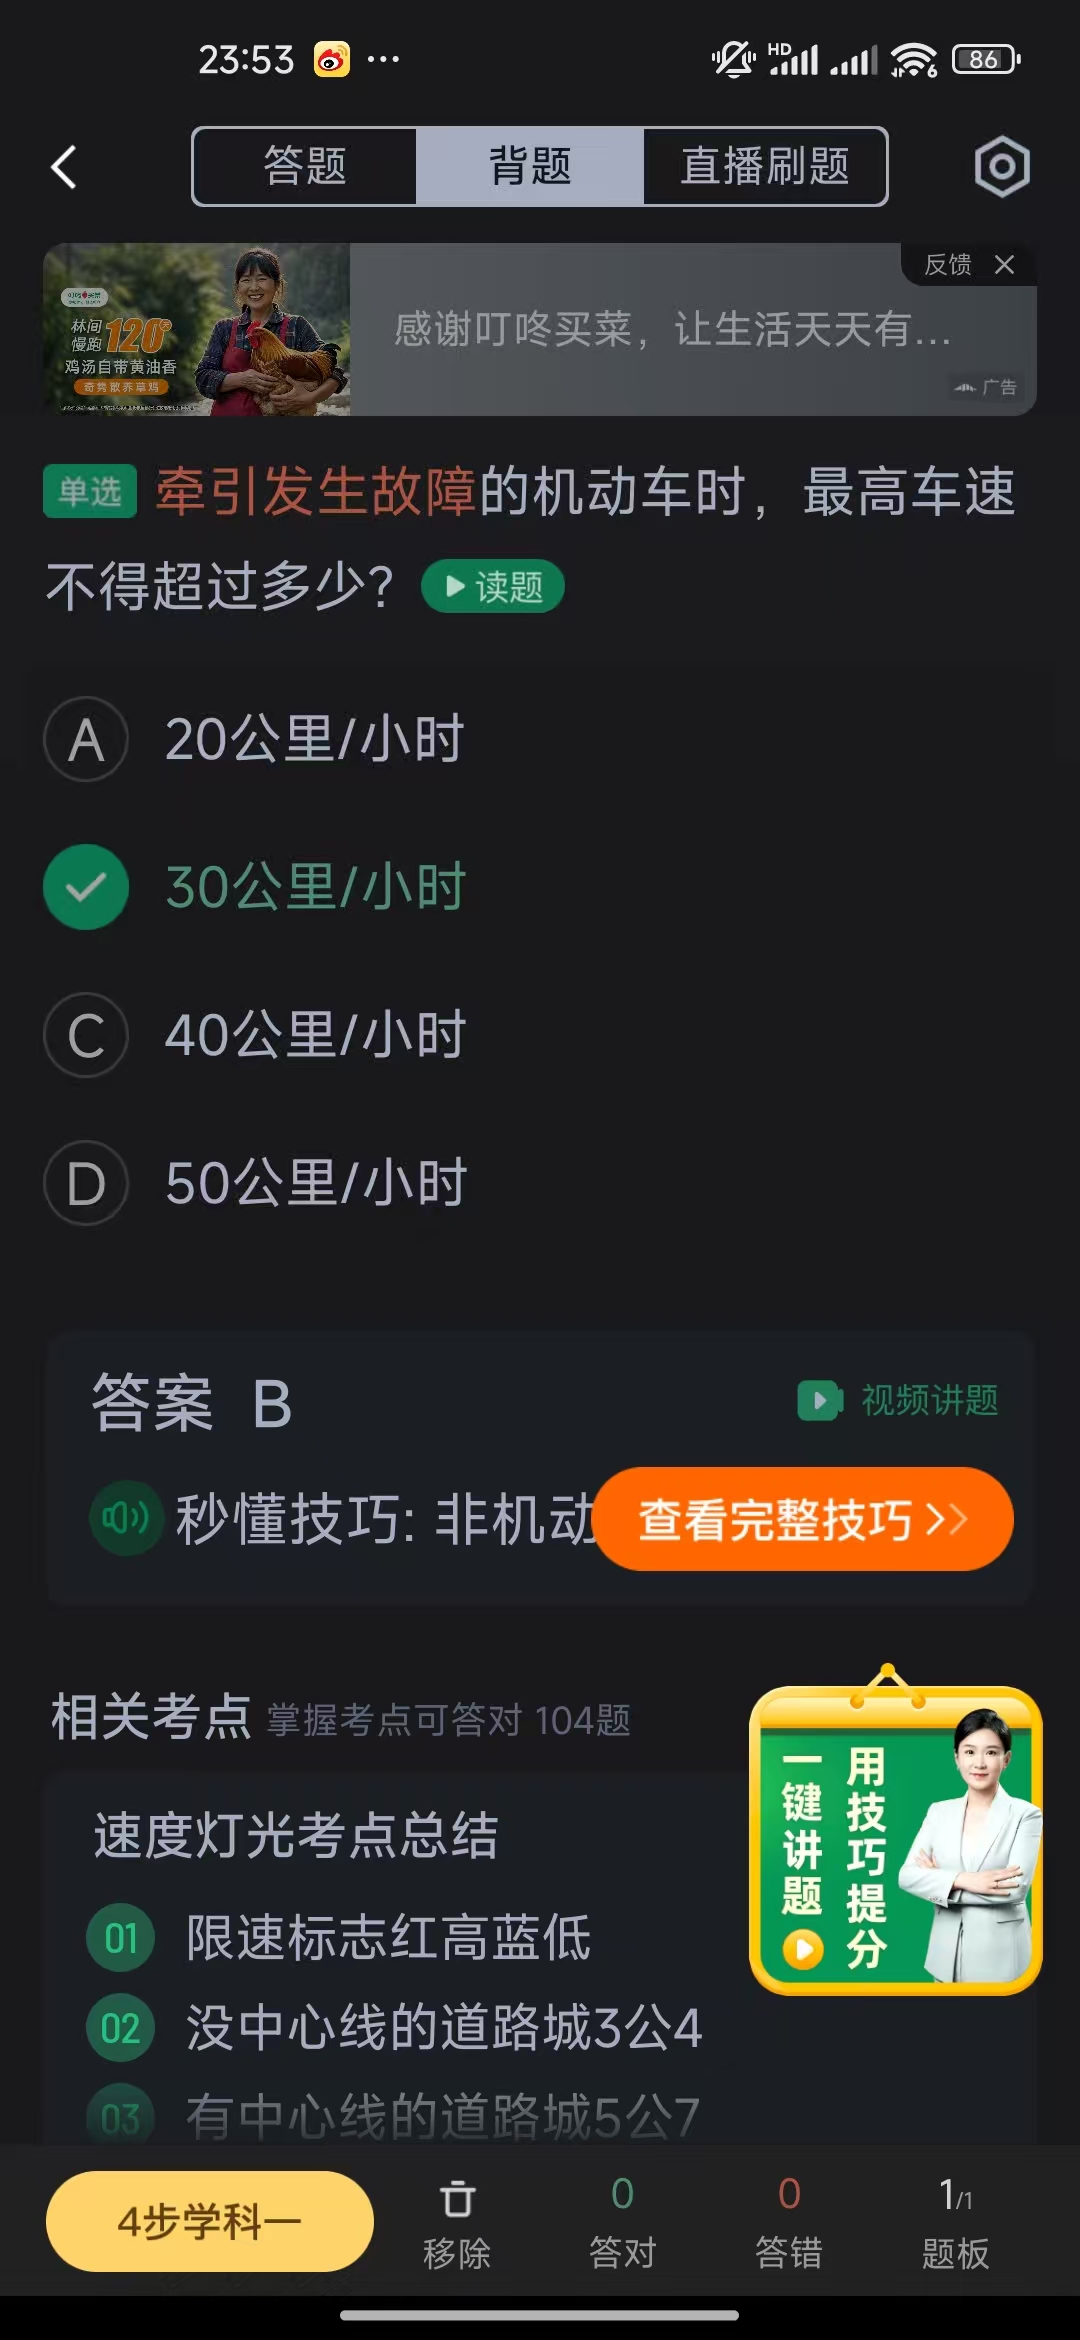 23:53
HD
6
86
答题
背题
直播刷题
林间
慢跑
120
天
鸡汤自带黄油香
散养草鸡
感谢叮咚买菜，让生活天天有...
反馈
广告
单选 牵引发生故障的机动车时，最高车速
不得超过多少？ 读题
A 20公里/小时
30公里/小时
C 40公里/小时
D 50公里/小时
答案 B
视频讲题
秒懂技巧: 非机动
查看完整技巧
相关考点 掌握考点可答对 104题
速度灯光考点总结
01 限速标志红高蓝低
02 没中心线的道路城3公4
03 有中心线的道路城5公7
用技巧提分
一键讲题
4步学科一
移除
0
答对
0
答错
1/1
题板